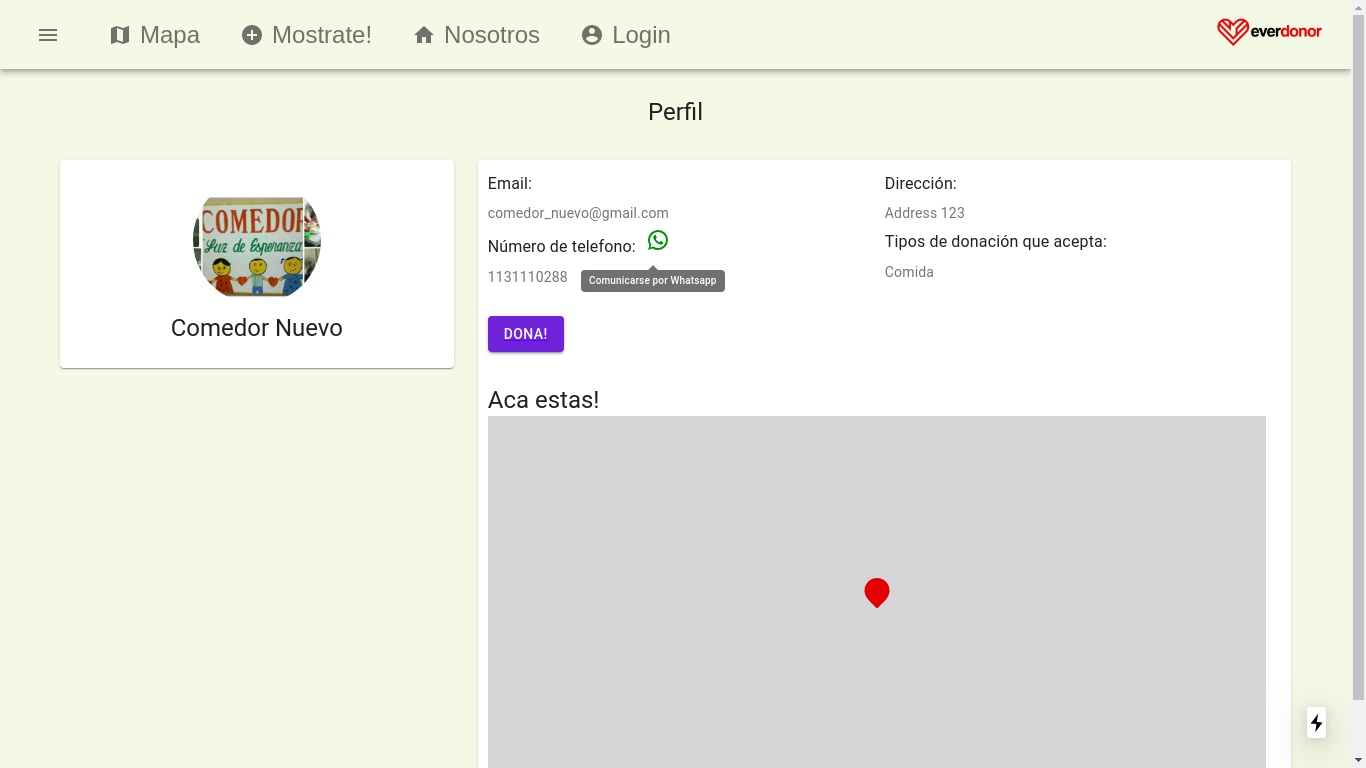 Mapa
Mostrate!
Nosotros
Login
everdonor
Perfil
COMEDOR
Luz de Esperanza
Comedor Nuevo
Email:
comedor_nuevo@gmail.com
Número de telefono:
1131110288
Comunicarse por Whatsapp
Dirección:
Address 123
Tipos de donación que acepta:
Comida
DONA!
Aca estas!